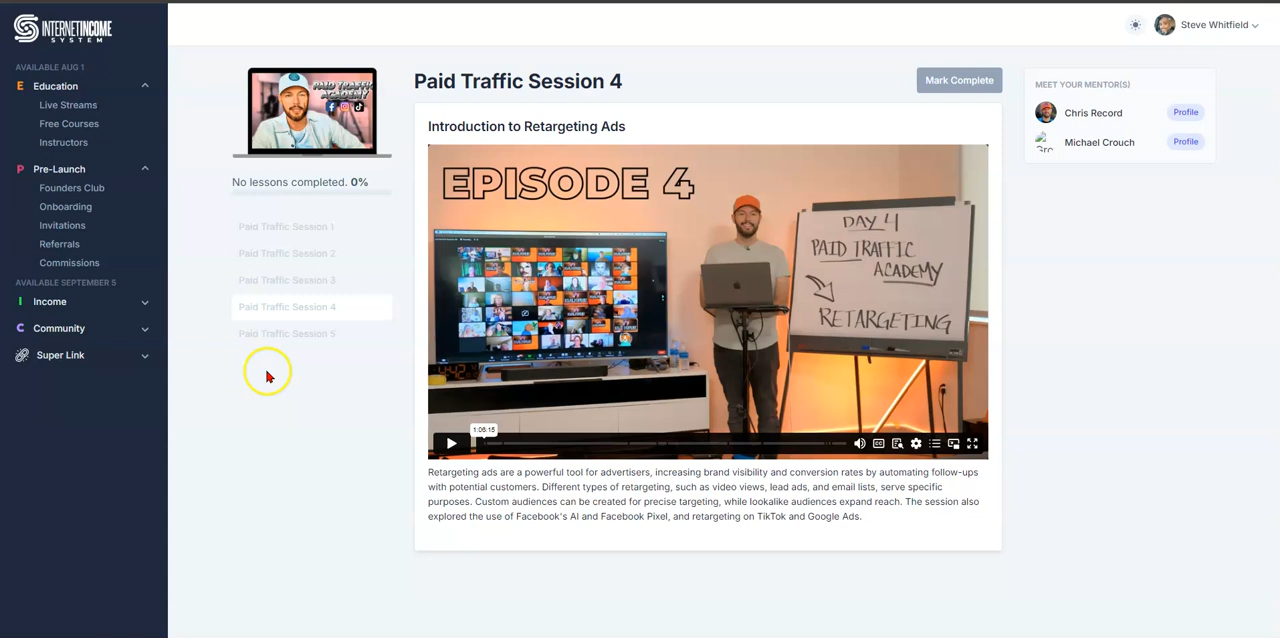 INTERNETINCOME
SYSTEM
AVAILABLE AUG 1
E Education
Live Streams
Free Courses
Instructors
P Pre-Launch
Founders Club
Onboarding
Invitations
Referrals
Commissions
AVAILABLE SEPTEMBER 5
I Income
C Community
Super Link
Steve Whitfield
PAID TRAFFIC
ACADEMY
No lessons completed. 0%
Paid Traffic Session 1
Paid Traffic Session 2
Paid Traffic Session 3
Paid Traffic Session 4
Paid Traffic Session 5
Paid Traffic Session 4
Mark Complete
Introduction to Retargeting Ads
EPISODE 4
DAY 4
PAID TRAFFIC
ACADEMY
RETARGETING
1:06:15
CC
Retargeting ads are a powerful tool for advertisers, increasing brand visibility and conversion rates by automating follow-ups
with potential customers. Different types of retargeting, such as video views, lead ads, and email lists, serve specific
purposes. Custom audiences can be created for precise targeting, while lookalike audiences expand reach. The session also
explored the use of Facebook's AI and Facebook Pixel, and retargeting on TikTok and Google Ads.
MEET YOUR MENTOR(S)
Chris Record
Profile
Michael Crouch
Profile